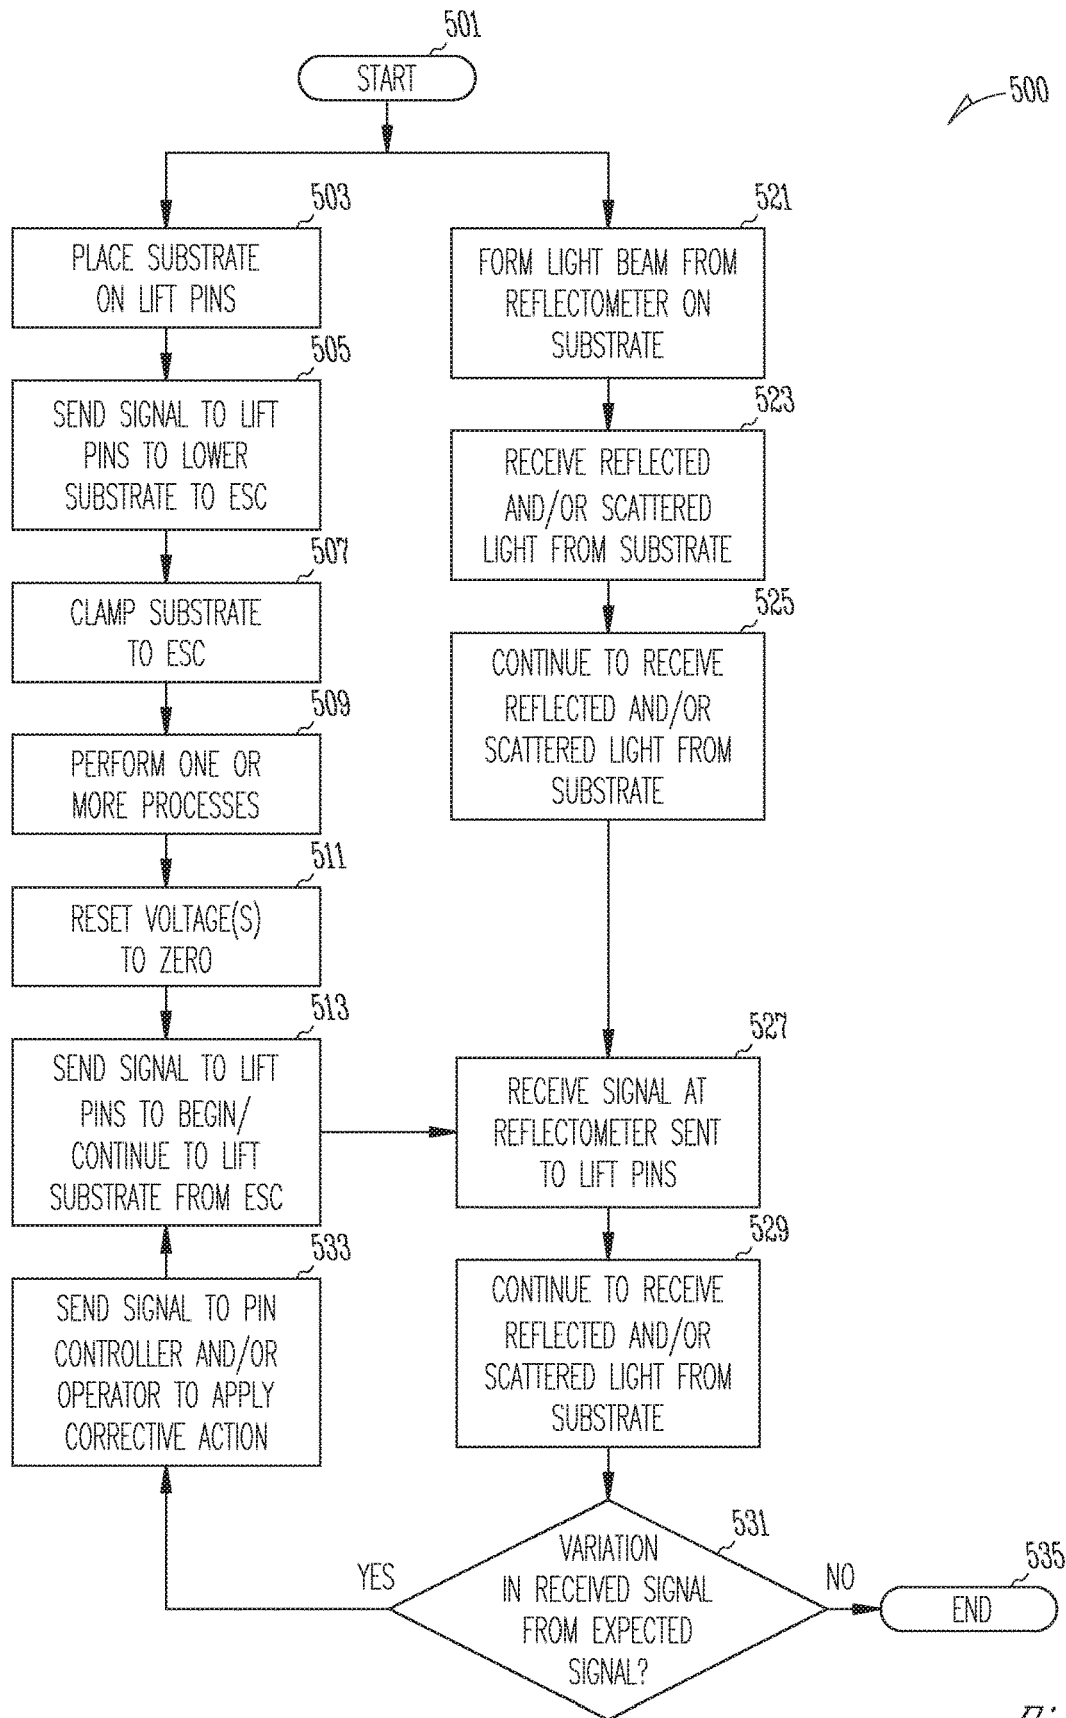 501
START
500
503
PLACE SUBSTRATE
ON LIFT PINS
505
SEND SIGNAL TO LIFT
PINS TO LOWER
SUBSTRATE TO ESC
507
CLAMP SUBSTRATE
TO ESC
509
PERFORM ONE OR
MORE PROCESSES
511
RESET VOLTAGE(S)
TO ZERO
513
SEND SIGNAL TO LIFT
PINS TO BEGIN/
CONTINUE TO LIFT
SUBSTRATE FROM ESC
533
SEND SIGNAL TO PIN
CONTROLLER AND/OR
OPERATOR TO APPLY
CORRECTIVE ACTION
521
FORM LIGHT BEAM FROM
REFLECTOMETER ON
SUBSTRATE
523
RECEIVE REFLECTED
AND/OR SCATTERED
LIGHT FROM SUBSTRATE
525
CONTINUE TO RECEIVE
REFLECTED AND/OR
SCATTERED LIGHT FROM
SUBSTRATE
527
RECEIVE SIGNAL AT
REFLECTOMETER SENT
TO LIFT PINS
529
CONTINUE TO RECEIVE
REFLECTED AND/OR
SCATTERED LIGHT FROM
SUBSTRATE
531
VARIATION
IN RECEIVED SIGNAL
FROM EXPECTED
SIGNAL?
YES
NO
535
END